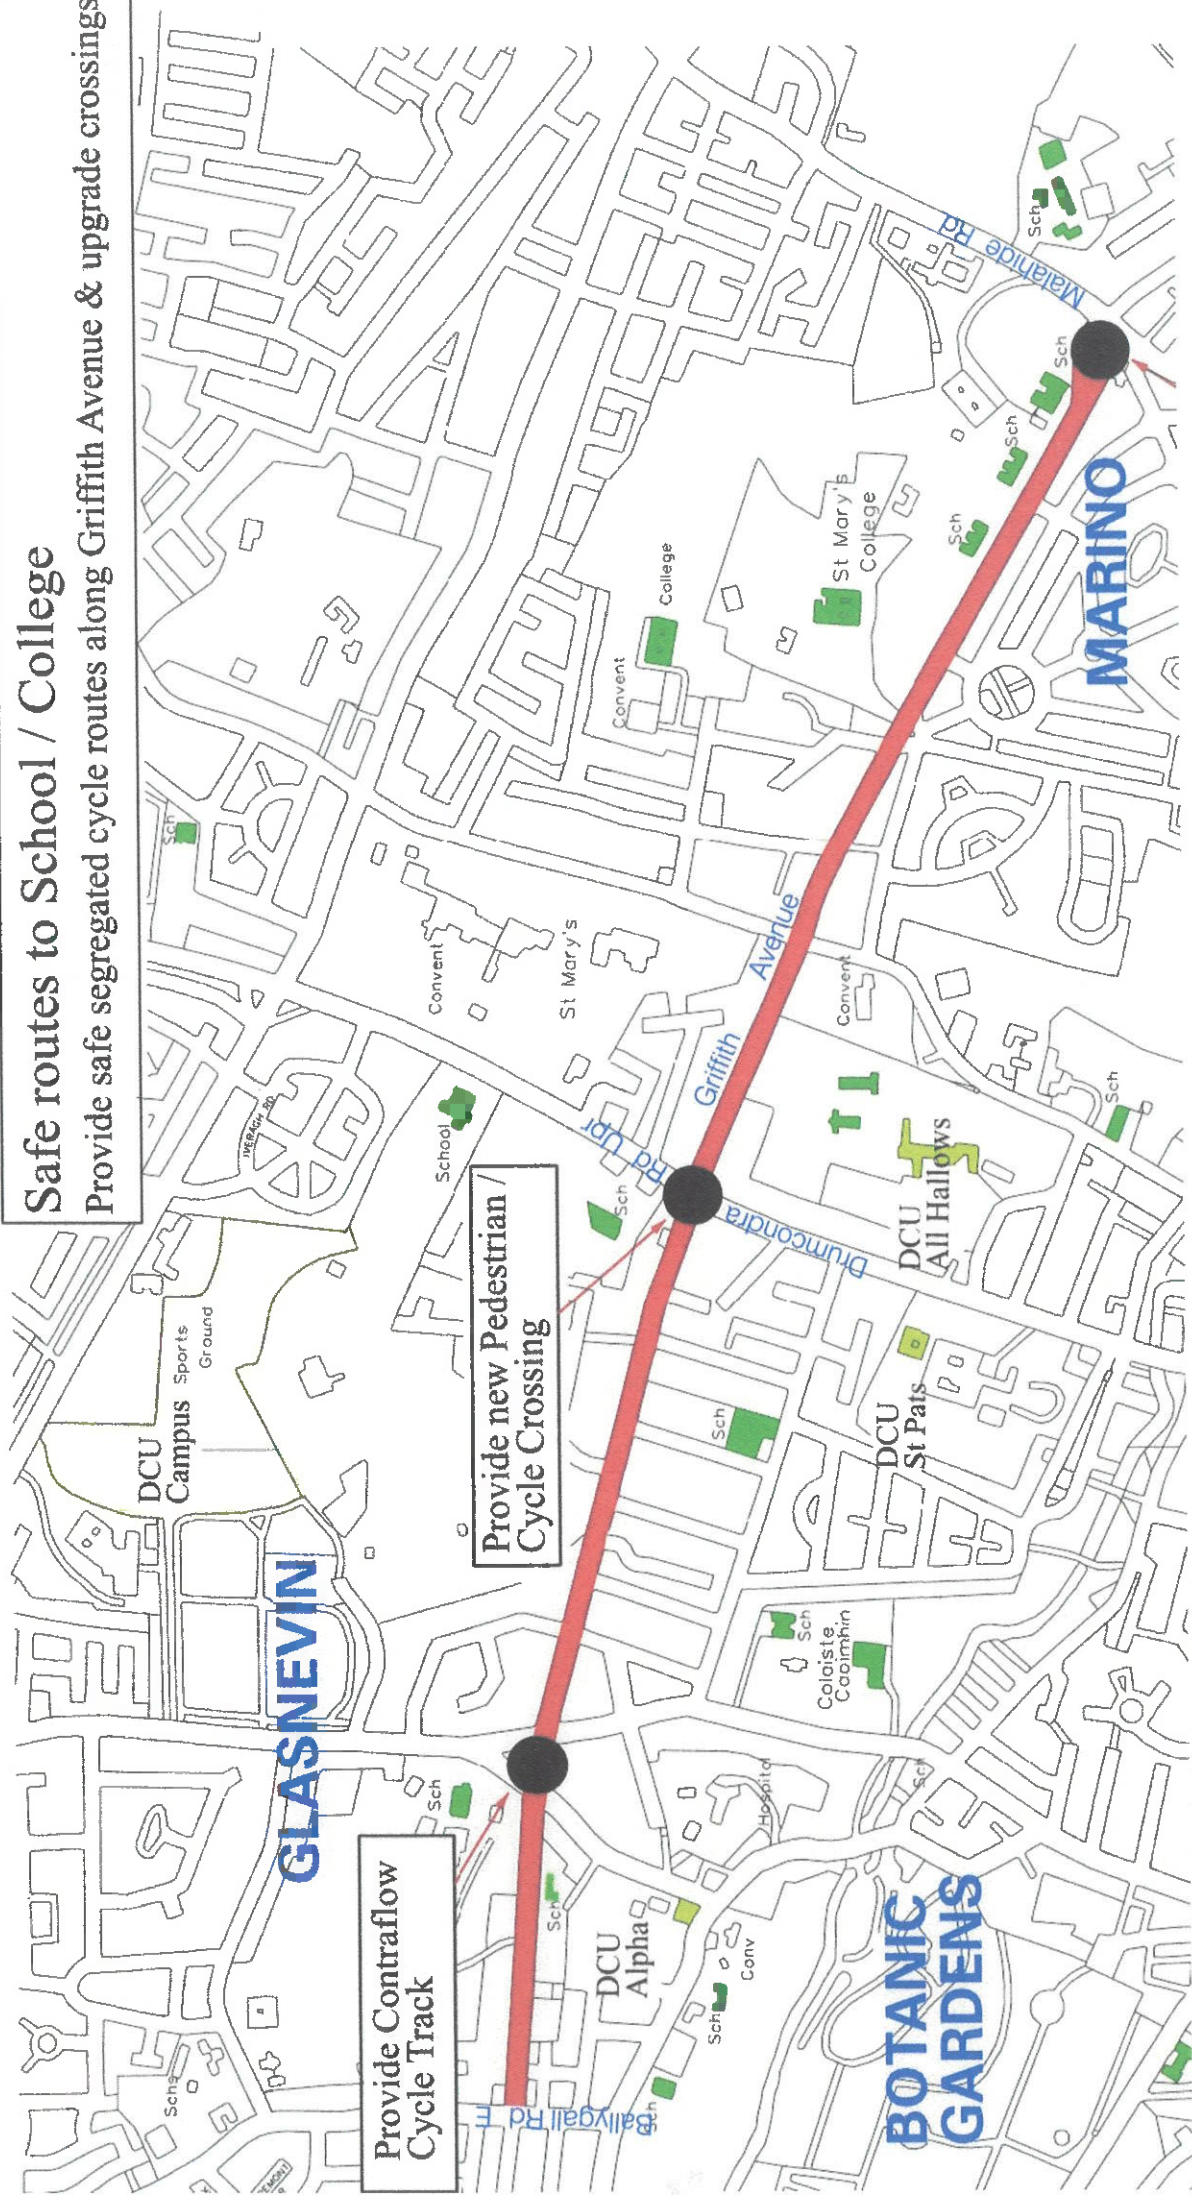 Safe routes to School / College
Provide safe segregated cycle routes along Griffith Avenue & upgrade crossings
Provide Contraflow
Cycle Track
Provide new Pedestrian /
Cycle Crossing
GLASNEVIN
BOTANIC
GARDENS
MARINO
DCU
Campus
Sports
Ground
DCU
Alpha
DCU
St Pats
DCU
All Hallows
Ballygall Rd E
Griffith
Avenue
Drumcondra
Rd Upr
Malahide Rd
IVERAGH RD
School
Convent
St Mary's
Convent
College
St Mary's
College
Convent
Colaiste
Caoimhin
Hospital
Conv
Schs
Sch
Sch
Sch
Sch
Sch
Sch
Sch
Sch
Sch
Sch
Sch
Sch
Sch